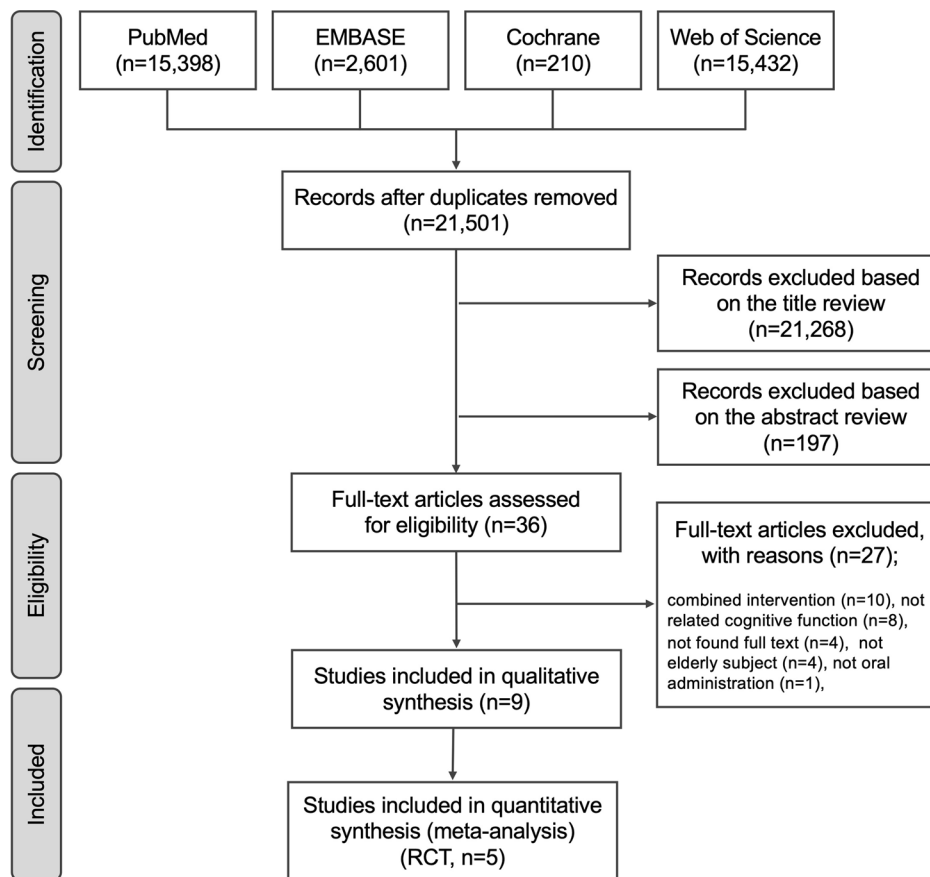 Identification
PubMed
(n=15,398)
EMBASE
(n=2,601)
Cochrane
(n=210)
Web of Science
(n=15,432)
Screening
Records after duplicates removed
(n=21,501)
Records excluded based
on the title review
(n=21,268)
Records excluded based
on the abstract review
(n=197)
Eligibility
Full-text articles assessed
for eligibility (n=36)
Full-text articles excluded,
with reasons (n=27);
combined intervention (n=10), not
related cognitive function (n=8),
not found full text (n=4), not
elderly subject (n=4), not oral
administration (n=1),
Studies included in qualitative
synthesis (n=9)
Included
Studies included in quantitative
synthesis (meta-analysis)
(RCT, n=5)